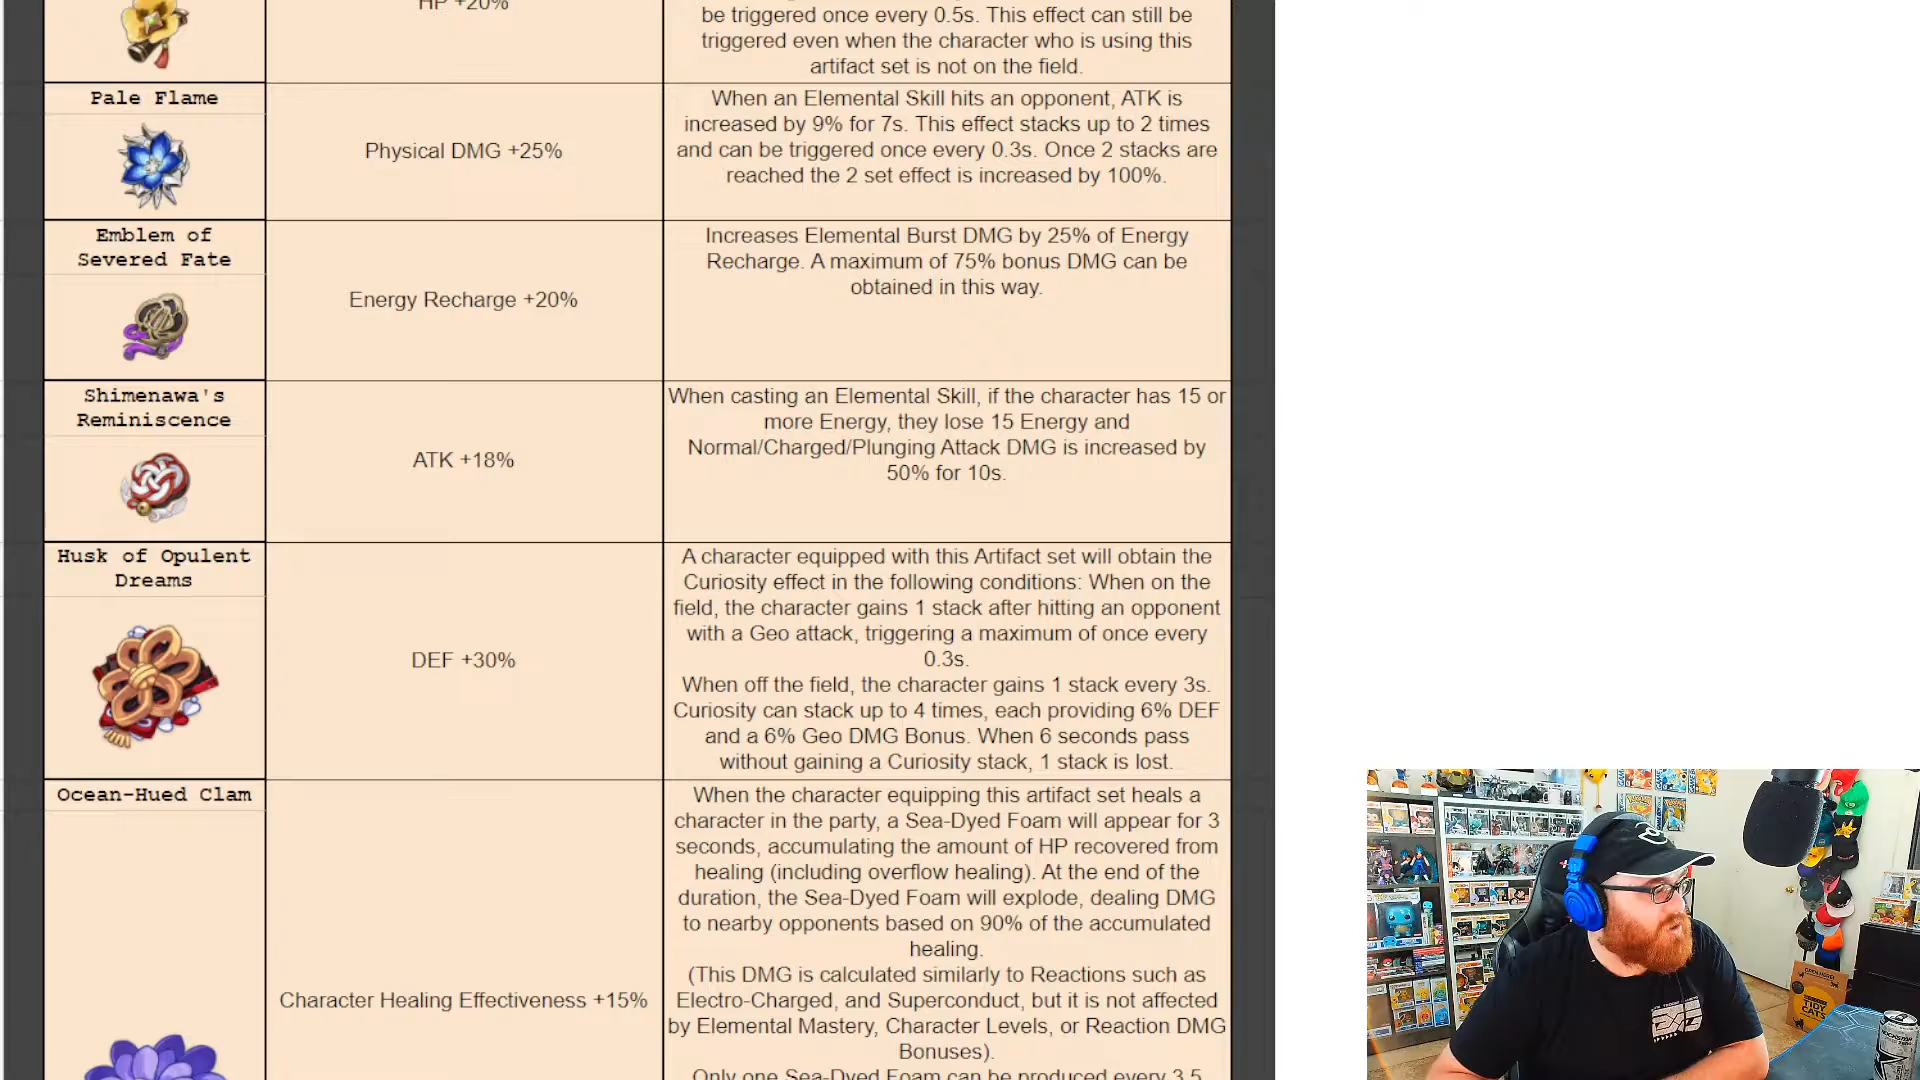 HP +20%
be triggered once every 0.5s. This effect can still be
triggered even when the character who is using this
artifact set is not on the field.
Pale Flame
Physical DMG +25%
When an Elemental Skill hits an opponent, ATK is
increased by 9% for 7s. This effect stacks up to 2 times
and can be triggered once every 0.3s. Once 2 stacks are
reached the 2 set effect is increased by 100%.
Emblem of
Severed Fate
Energy Recharge +20%
Increases Elemental Burst DMG by 25% of Energy
Recharge. A maximum of 75% bonus DMG can be
obtained in this way.
Shimenawa's
Reminiscence
ATK +18%
When casting an Elemental Skill, if the character has 15 or
more Energy, they lose 15 Energy and
Normal/Charged/Plunging Attack DMG is increased by
50% for 10s.
Husk of Opulent
Dreams
DEF +30%
A character equipped with this Artifact set will obtain the
Curiosity effect in the following conditions: When on the
field, the character gains 1 stack after hitting an opponent
with a Geo attack, triggering a maximum of once every
0.3s.
When off the field, the character gains 1 stack every 3s.
Curiosity can stack up to 4 times, each providing 6% DEF
and a 6% Geo DMG Bonus. When 6 seconds pass
without gaining a Curiosity stack, 1 stack is lost.
Ocean-Hued Clam
Character Healing Effectiveness +15%
When the character equipping this artifact set heals a
character in the party, a Sea-Dyed Foam will appear for 3
seconds, accumulating the amount of HP recovered from
healing (including overflow healing). At the end of the
duration, the Sea-Dyed Foam will explode, dealing DMG
to nearby opponents based on 90% of the accumulated
healing.
(This DMG is calculated similarly to Reactions such as
Electro-Charged, and Superconduct, but it is not affected
by Elemental Mastery, Character Levels, or Reaction DMG
Bonuses).
Only one Sea-Dyed Foam can be produced every 3.5
TIDY
CATS
ROCKSTAR